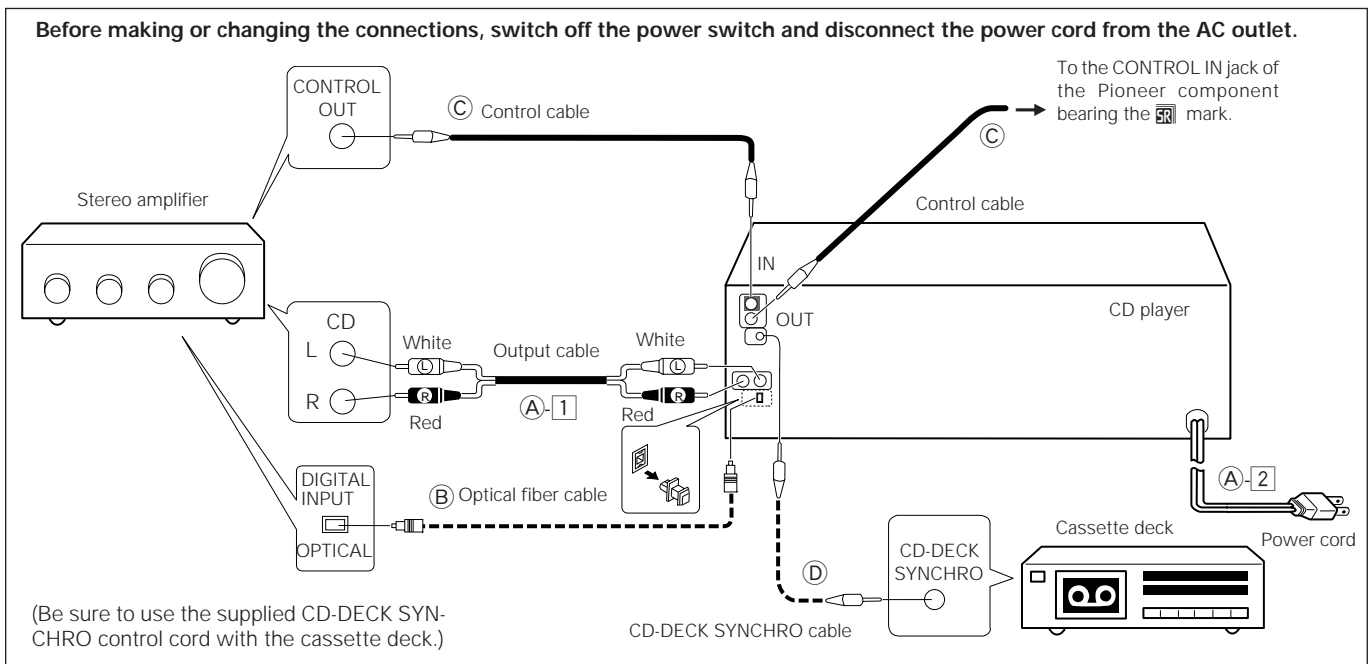 Before making or changing the connections, switch off the power switch and disconnect the power cord from the AC outlet.
CONTROL
OUT
Ⓒ Control cable
To the CONTROL IN jack of
the Pioneer component
bearing the SR mark.
Ⓒ
Stereo amplifier
Control cable
IN
OUT
CD player
CD
L
R
White
Ⓛ
Ⓡ
Red
Output cable
Ⓐ-1
White
Ⓛ
Ⓡ
Red
DIGITAL
INPUT
OPTICAL
Ⓑ Optical fiber cable
Ⓐ-2
Power cord
Cassette deck
CD-DECK
SYNCHRO
Ⓓ
CD-DECK SYNCHRO cable
(Be sure to use the supplied CD-DECK SYN-
CHRO control cord with the cassette deck.)